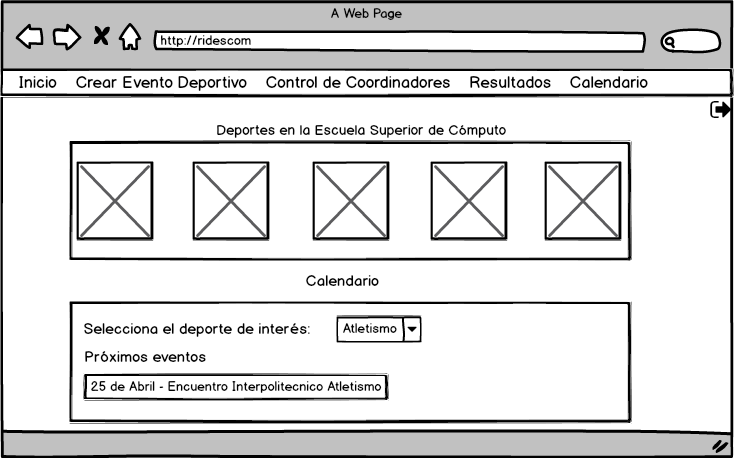 A Web Page
http://ridescom
Inicio Crear Evento Deportivo Control de Coordinadores Resultados Calendario
Deportes en la Escuela Superior de Cómputo
Calendario
Selecciona el deporte de interés: Atletismo
Próximos eventos
25 de Abril - Encuentro Interpolitecnico Atletismo